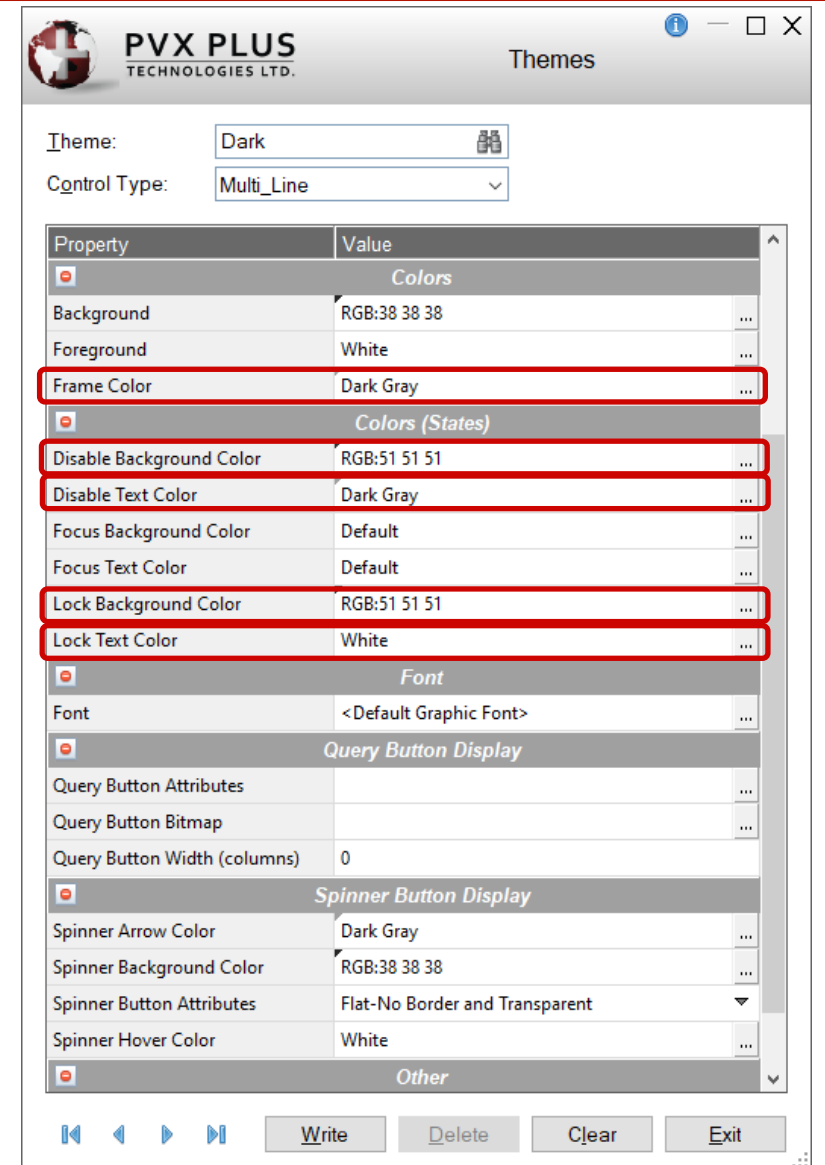 PVX PLUS
TECHNOLOGIES LTD.
Themes
Theme: Dark
Control Type: Multi_Line
Property Value
Colors
Background RGB:38 38 38 ...
Foreground White ...
Frame Color Dark Gray ...
Colors (States)
Disable Background Color RGB:51 51 51 ...
Disable Text Color Dark Gray ...
Focus Background Color Default ...
Focus Text Color Default ...
Lock Background Color RGB:51 51 51 ...
Lock Text Color White ...
Font
Font <Default Graphic Font> ...
Query Button Display
Query Button Attributes ...
Query Button Bitmap ...
Query Button Width (columns) 0
Spinner Button Display
Spinner Arrow Color Dark Gray ...
Spinner Background Color RGB:38 38 38 ...
Spinner Button Attributes Flat-No Border and Transparent
Spinner Hover Color White ...
Other
Write Delete Clear Exit